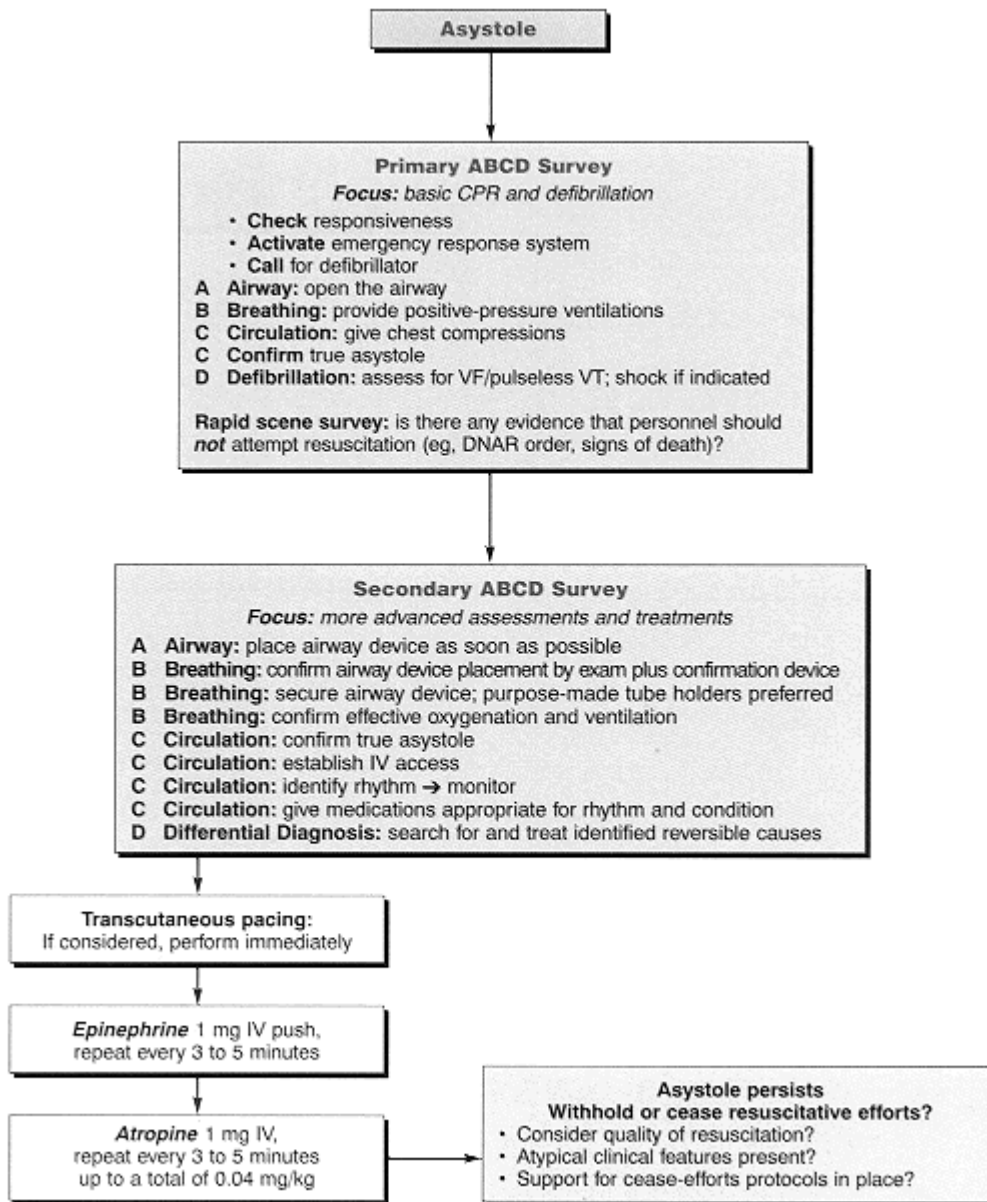 Asystole
Primary ABCD Survey
Focus: basic CPR and defibrillation
• Check responsiveness
• Activate emergency response system
• Call for defibrillator
A Airway: open the airway
B Breathing: provide positive-pressure ventilations
C Circulation: give chest compressions
C Confirm true asystole
D Defibrillation: assess for VF/pulseless VT; shock if indicated
Rapid scene survey: is there any evidence that personnel should
not attempt resuscitation (eg, DNAR order, signs of death)?
Secondary ABCD Survey
Focus: more advanced assessments and treatments
A Airway: place airway device as soon as possible
B Breathing: confirm airway device placement by exam plus confirmation device
B Breathing: secure airway device; purpose-made tube holders preferred
B Breathing: confirm effective oxygenation and ventilation
C Circulation: confirm true asystole
C Circulation: establish IV access
C Circulation: identify rhythm ➔ monitor
C Circulation: give medications appropriate for rhythm and condition
D Differential Diagnosis: search for and treat identified reversible causes
Transcutaneous pacing:
If considered, perform immediately
Epinephrine 1 mg IV push,
repeat every 3 to 5 minutes
Atropine 1 mg IV,
repeat every 3 to 5 minutes
up to a total of 0.04 mg/kg
Asystole persists
Withhold or cease resuscitative efforts?
• Consider quality of resuscitation?
• Atypical clinical features present?
• Support for cease-efforts protocols in place?